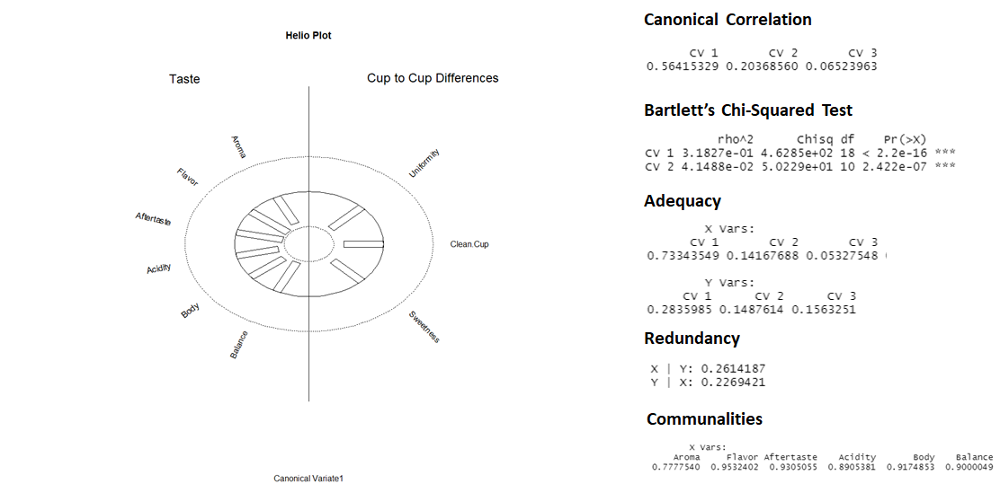 Helio Plot
Taste
Cup to Cup Differences
Aroma
Flavor
Aftertaste
Acidity
Body
Balance
Uniformity
Clean.Cup
Sweetness
Canonical Variate1
Canonical Correlation
CV 1 CV 2 CV 3
0.56415329 0.20368560 0.06523963
Bartlett's Chi-Squared Test
rho^2 Chisq df Pr(>X)
CV 1 3.1827e-01 4.6285e+02 18 < 2.2e-16 ***
CV 2 4.1488e-02 5.0229e+01 10 2.422e-07 ***
Adequacy
X Vars:
CV 1 CV 2 CV 3
0.73343549 0.14167688 0.05327548
Y Vars:
CV 1 CV 2 CV 3
0.2835985 0.1487614 0.1563251
Redundancy
X | Y: 0.2614187
Y | X: 0.2269421
Communalities
X Vars:
Aroma Flavor Aftertaste Acidity Body Balance
0.7777540 0.9532402 0.9305055 0.8905381 0.9174853 0.9000049